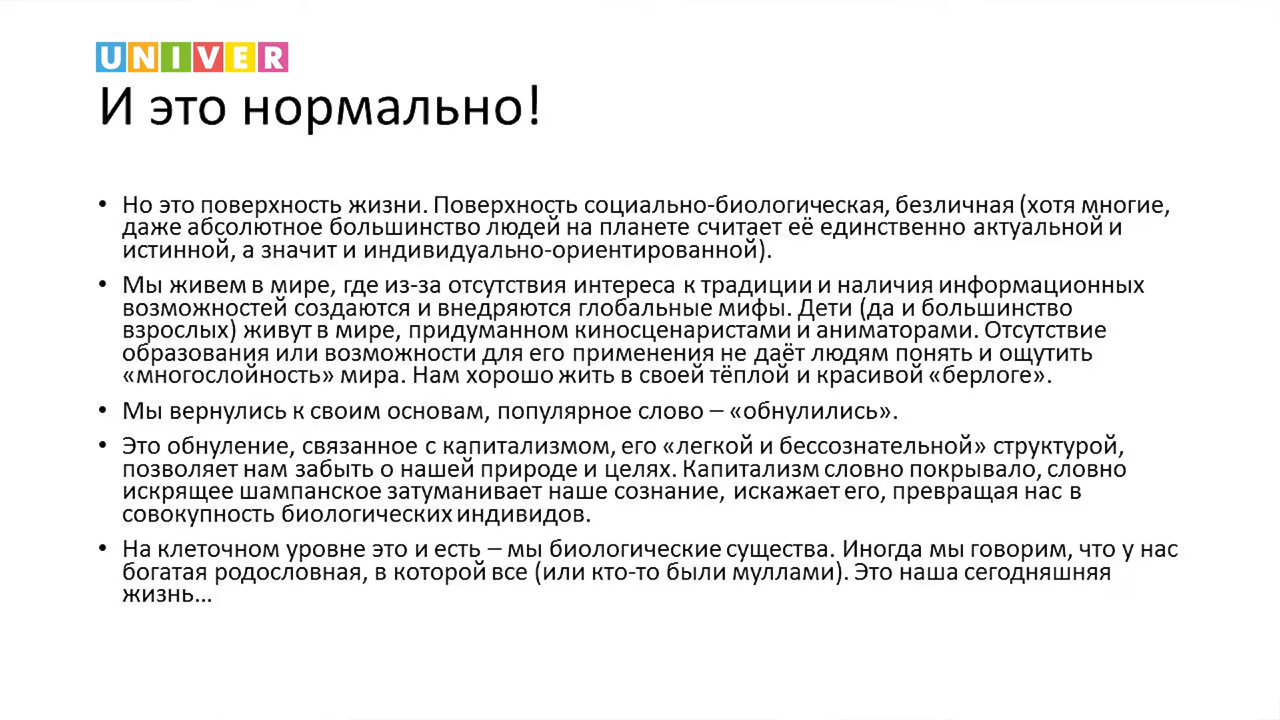 UNIVER
И это нормально!
• Но это поверхность жизни. Поверхность социально-биологическая, безличная (хотя многие,
даже абсолютное большинство людей на планете считает её единственно актуальной и
истинной, а значит и индивидуально-ориентированной).
• Мы живем в мире, где из-за отсутствия интереса к традиции и наличия информационных
возможностей создаются и внедряются глобальные мифы. Дети (да и большинство
взрослых) живут в мире, придуманном киносценаристами и аниматорами. Отсутствие
образования или возможности для его применения не даёт людям понять и ощутить
«многослойность» мира. Нам хорошо жить в своей тёплой и красивой «берлоге».
• Мы вернулись к своим основам, популярное слово – «обнулились».
• Это обнуление, связанное с капитализмом, его «легкой и бессознательной» структурой,
позволяет нам забыть о нашей природе и целях. Капитализм словно покрывало, словно
искрящее шампанское затуманивает наше сознание, искажает его, превращая нас в
совокупность биологических индивидов.
• На клеточном уровне это и есть – мы биологические существа. Иногда мы говорим, что у нас
богатая родословная, в которой все (или кто-то были муллами). Это наша сегодняшняя
жизнь...